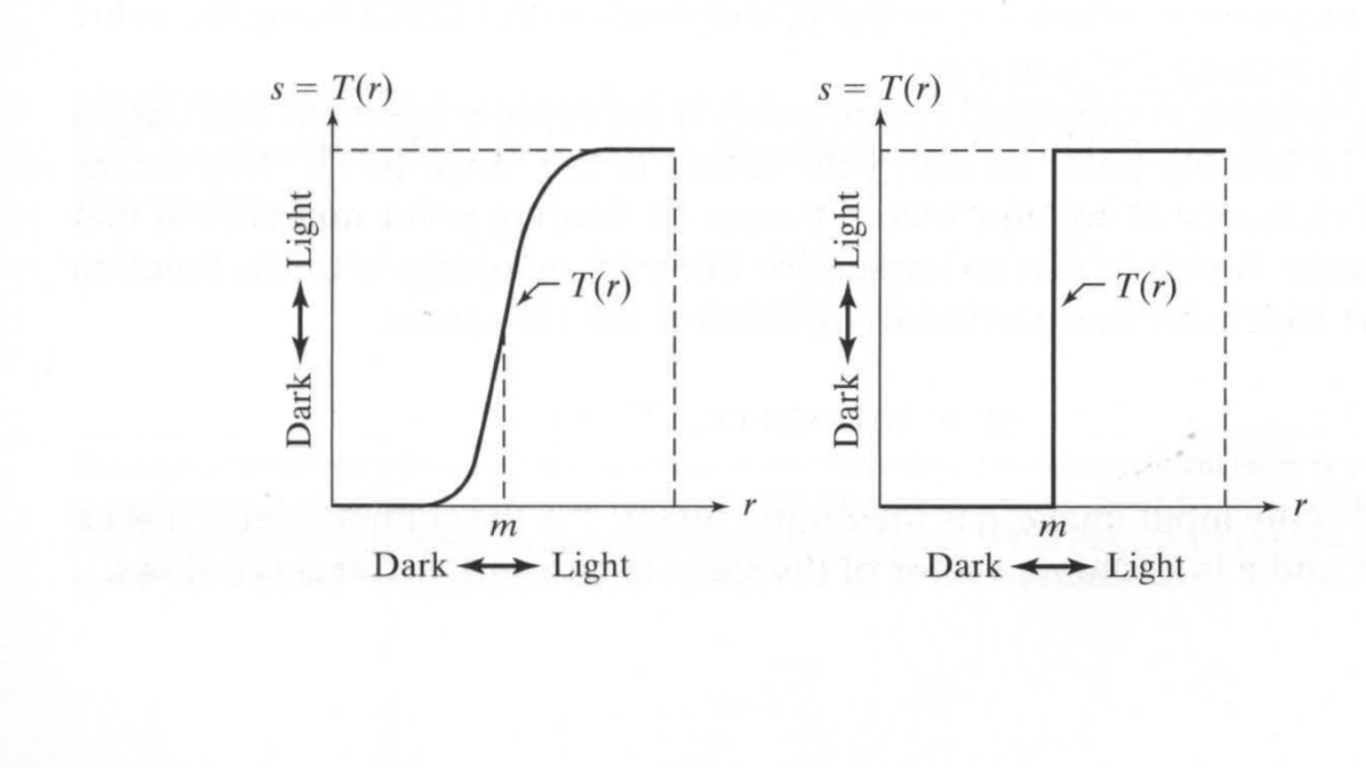 s = T(r)
Light
Dark
T(r)
m
r
Dark
Light
s = T(r)
Light
Dark
T(r)
m
r
Dark
Light